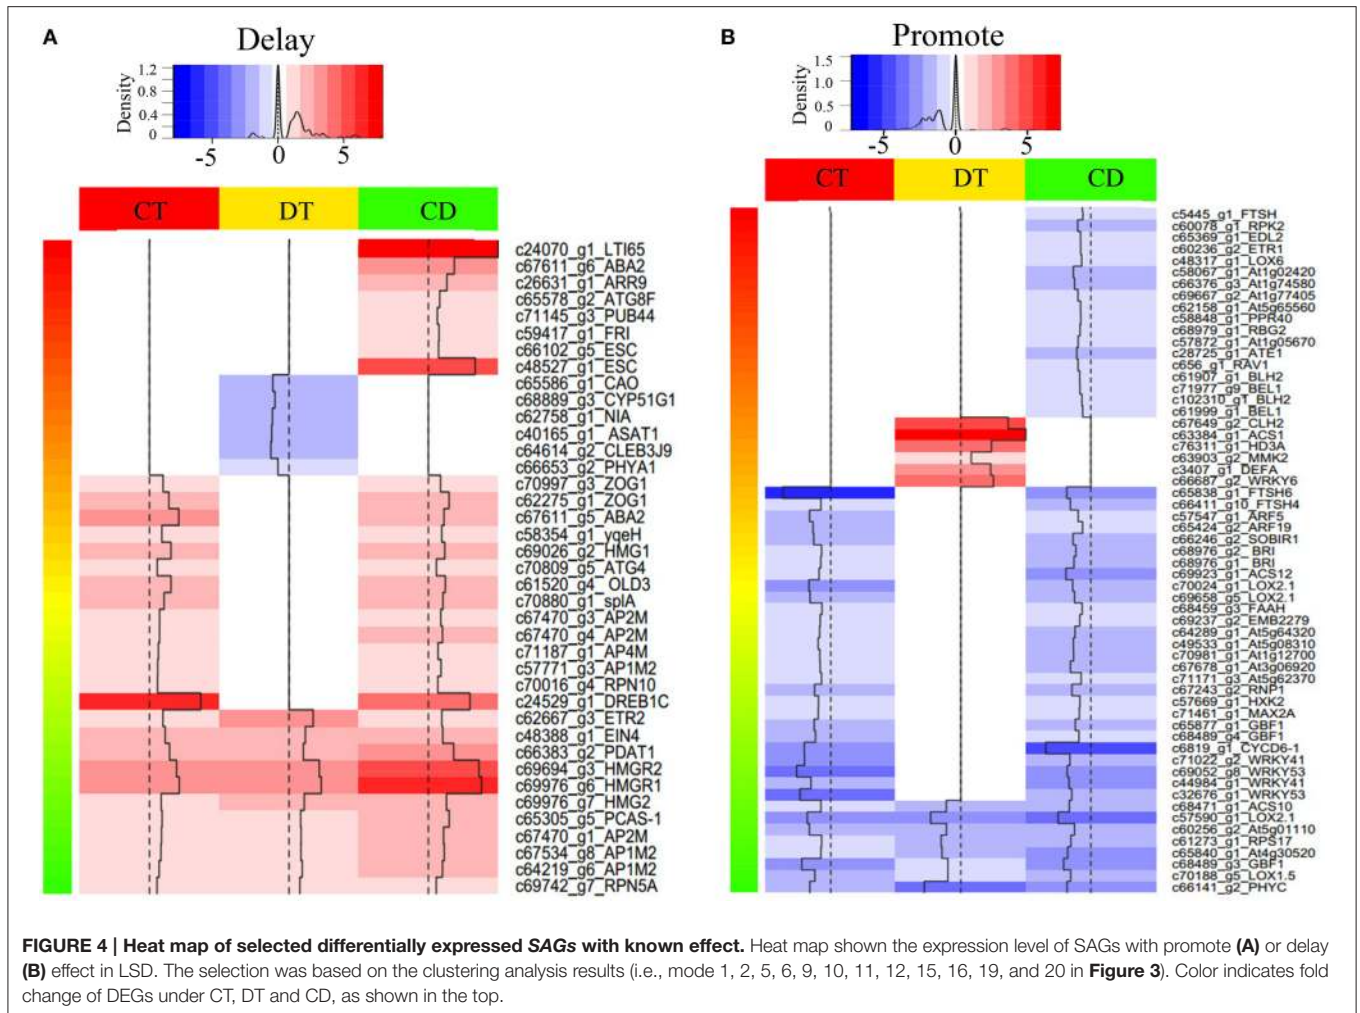 A
Delay
Density
1.2
0.8
0.4
0
-5
0
5
CT
DT
CD
c24070_g1_LTI65
c67611_g6_ABA2
c26631_g1_ARR9
c65578_g2_ATG8F
c71145_g3_PUB44
c59417_g1_FRI
c66102_g5_ESC
c48527_g1_ESC
c65586_g1_CAO
c68889_g3_CYP51G1
c62758_g1_NIA
c40165_g1_ ASAT1
c64614_g2_CLEB3J9
c66653_g2_PHYA1
c70997_g3_ZOG1
c62275_g1_ZOG1
c67611_g5_ABA2
c58354_g1_yqeH
c69026_g2_HMG1
c70809_g5_ATG4
c61520_g4_ OLD3
c70880_g1_splA
c67470_g3_AP2M
c67470_g4_AP2M
c71187_g1_AP4M
c57771_g3_AP1M2
c70016_g4_RPN10
c24529_g1_DREB1C
c62667_g3_ETR2
c48388_g1_EIN4
c66383_g2_PDAT1
c69694_g3_HMGR2
c69976_g6_HMGR1
c69976_g7_HMG2
c65305_g5_PCAS-1
c67470_g1_AP2M
c67534_g8_AP1M2
c64219_g6_AP1M2
c69742_g7_RPN5A
B
Promote
Density
1.5
1.0
0.5
0
-5
0
5
CT
DT
CD
c5445_g1_FTSH
c60078_g1_RPK2
c65369_g1_EDL2
c60236_g2_ETR1
c48317_g1_LOX6
c58067_g1_At1g02420
c66376_g3_At1g74580
c69667_g2_At1g77405
c62158_g1_At5g65560
c58848_g1_PPR40
c68979_g1_RBG2
c57872_g1_At1g05670
c28725_g1_ATE1
c656_g1_RAV1
c61907_g1_BLH2
c71977_g9_BEL1
c102310_g1_BLH2
c61999_g1_BEL1
c67649_g2_CLH2
c63384_g1_ACS1
c76311_g1_HD3A
c63903_g2_MMK2
c3407_g1_DEFA
c66687_g2_WRKY6
c65838_g1_FTSH6
c66411_g10_FTSH4
c57547_g1_ARF5
c65424_g2_ARF19
c66246_g2_SOBIR1
c68976_g2_ BRI
c68976_g1_ BRI
c69923_g1_ACS12
c70024_g1_LOX2.1
c69658_g5_LOX2.1
c68459_g3_FAAH
c69237_g2_EMB2279
c64289_g1_At5g64320
c49533_g1_At5g08310
c70981_g1_At1g12700
c67678_g1_At3g06920
c71171_g3_At5g62370
c67243_g2_RNP1
c57669_g1_HXK2
c71461_g1_MAX2A
c65877_g1_GBF1
c68489_g4_GBF1
c6819_g1_CYCD6-1
c71022_g2_WRKY41
c69052_g8_WRKY53
c44984_g1_WRKY41
c32676_g1_WRKY53
c68471_g1_ACS10
c57590_g1_LOX2.1
c60256_g2_At5g01110
c61273_g1_RPS17
c65840_g1_At4g30520
c68489_g3_GBF1
c70188_g5_LOX1.5
c66141_g2_PHYC
FIGURE 4 | Heat map of selected differentially expressed SAGs with known effect. Heat map shown the expression level of SAGs with promote (A) or delay
(B) effect in LSD. The selection was based on the clustering analysis results (i.e., mode 1, 2, 5, 6, 9, 10, 11, 12, 15, 16, 19, and 20 in Figure 3). Color indicates fold
change of DEGs under CT, DT and CD, as shown in the top.